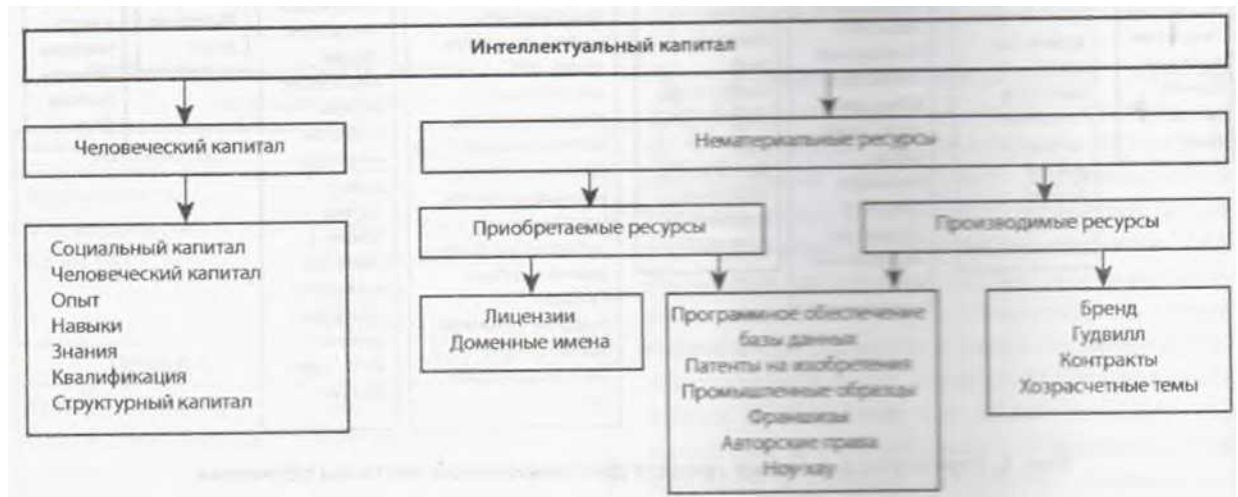 Интеллектуальный капитал
Человеческий капитал
Нематериальные ресурсы
Приобретаемые ресурсы
Производимые ресурсы
Социальный капитал
Человеческий капитал
Опыт
Навыки
Знания
Квалификация
Структурный капитал
Лицензии
Доменные имена
Программное обеспечение
базы данных
Патенты на изобретения
Промышленные образцы
Франшизы
Авторские права
Ноу-хау
Бренд
Гудвилл
Контракты
Хозрасчетные темы